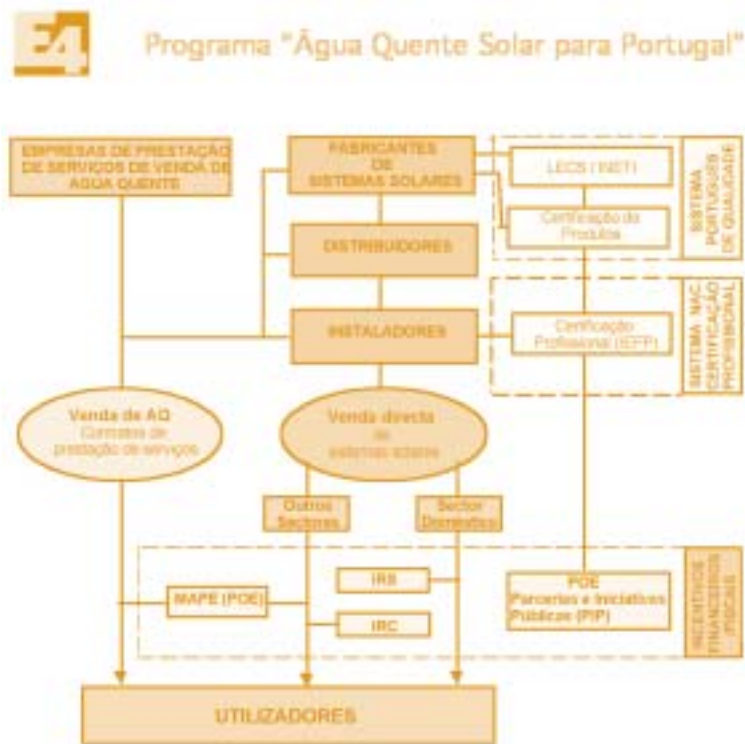 E4
Programa "Água Quente Solar para Portugal"
EMPRESAS DE PRESTAÇÃO
DE SERVIÇOS DE VENDA DE
ÁGUA QUENTE
FABRICANTES
DE
SISTEMAS SOLARES
LECS (INETI
Certificação de
Produtos
SISTEMA
PORTUGUÊS
DE QUALIDADE
DISTRIBUIDORES
INSTALADORES
Certificação
Profissional (IEFP)
SISTEMA NAC.
CERTIFICAÇÃO
PROFISSIONAL
Venda de AQ
Contratos de
prestação de serviços
Venda directa
de
sistemas solares
Outros
Sectores
Sector
Doméstico
MAPE (POE)
IRS
IRC
POE
Parcerias e Iniciativas
Públicas (PIP)
INCENTIVOS
FINANCEIROS
UTILIZADORES